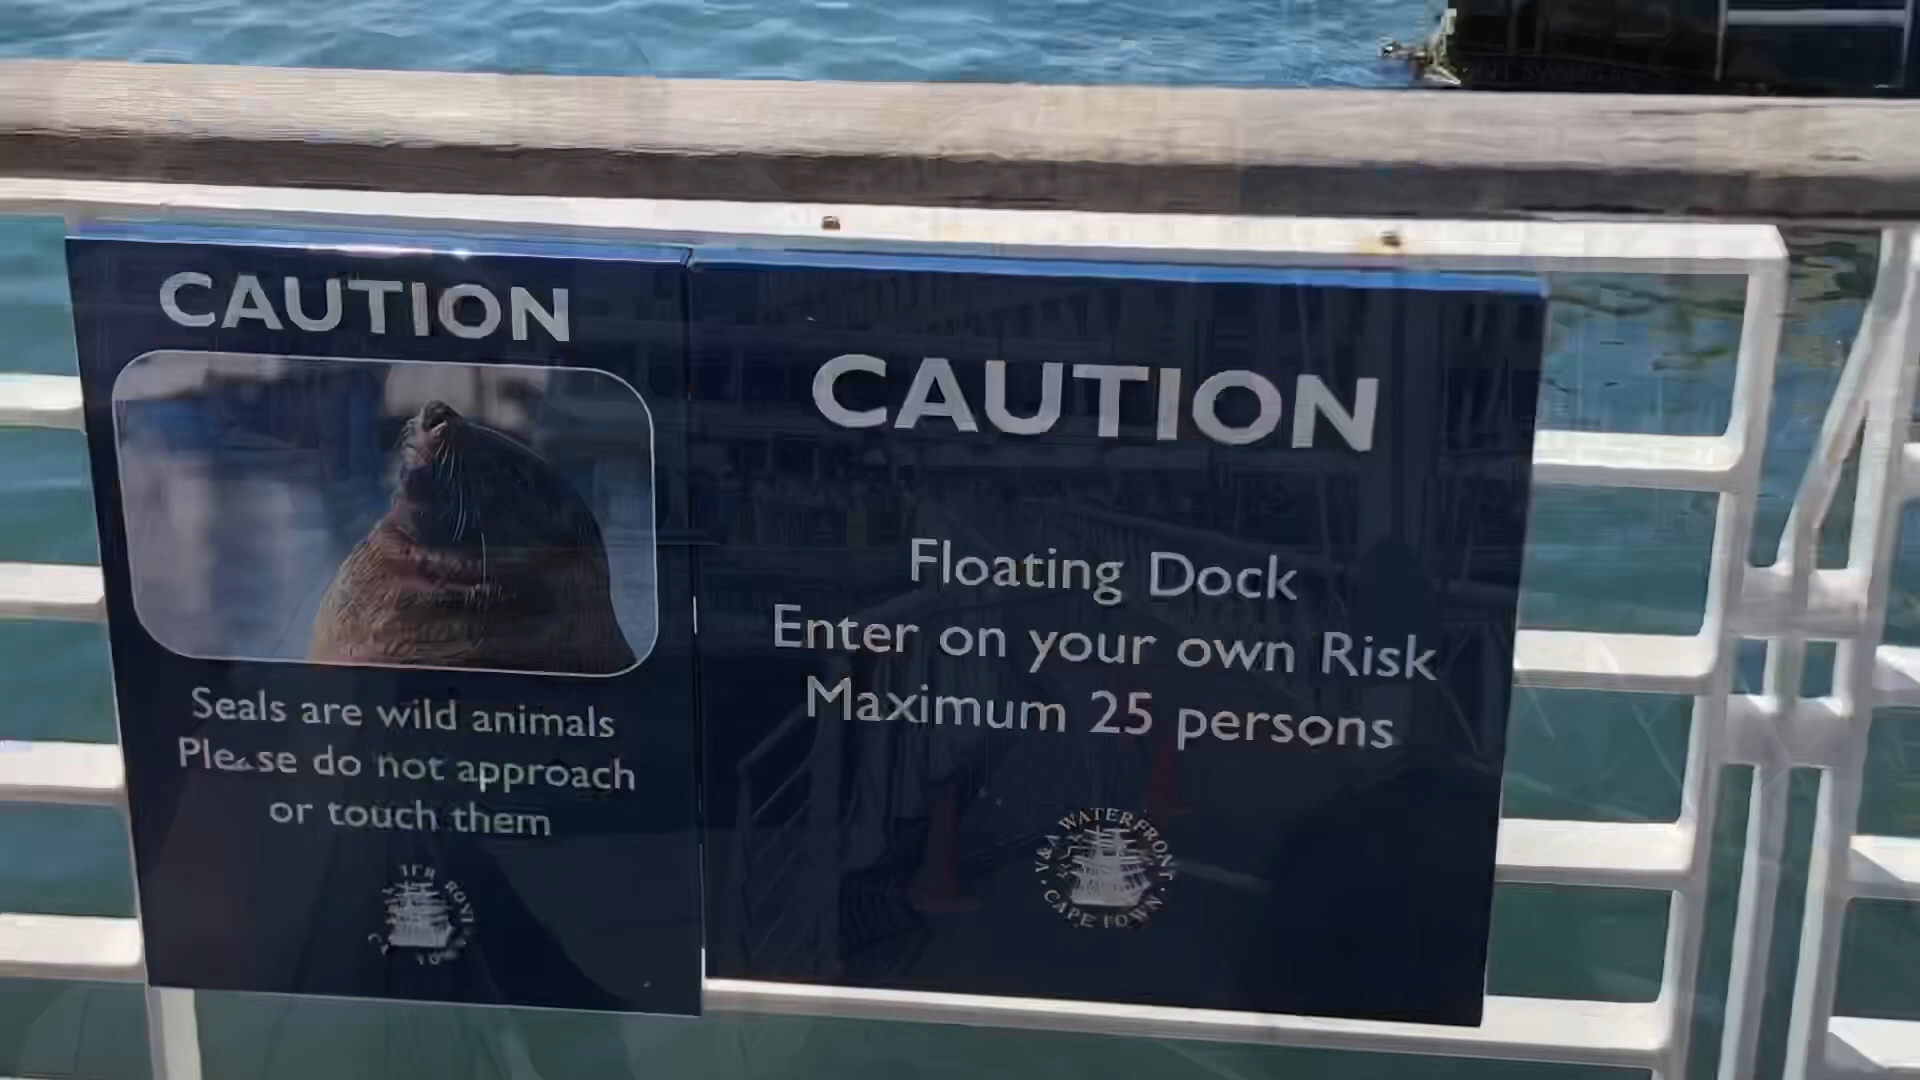 CAUTION
Seals are wild animals
Please do not approach
or touch them
CAUTION
Floating Dock
Enter on your own Risk
Maximum 25 persons
V&A WATERFRONT
CAPE TOWN